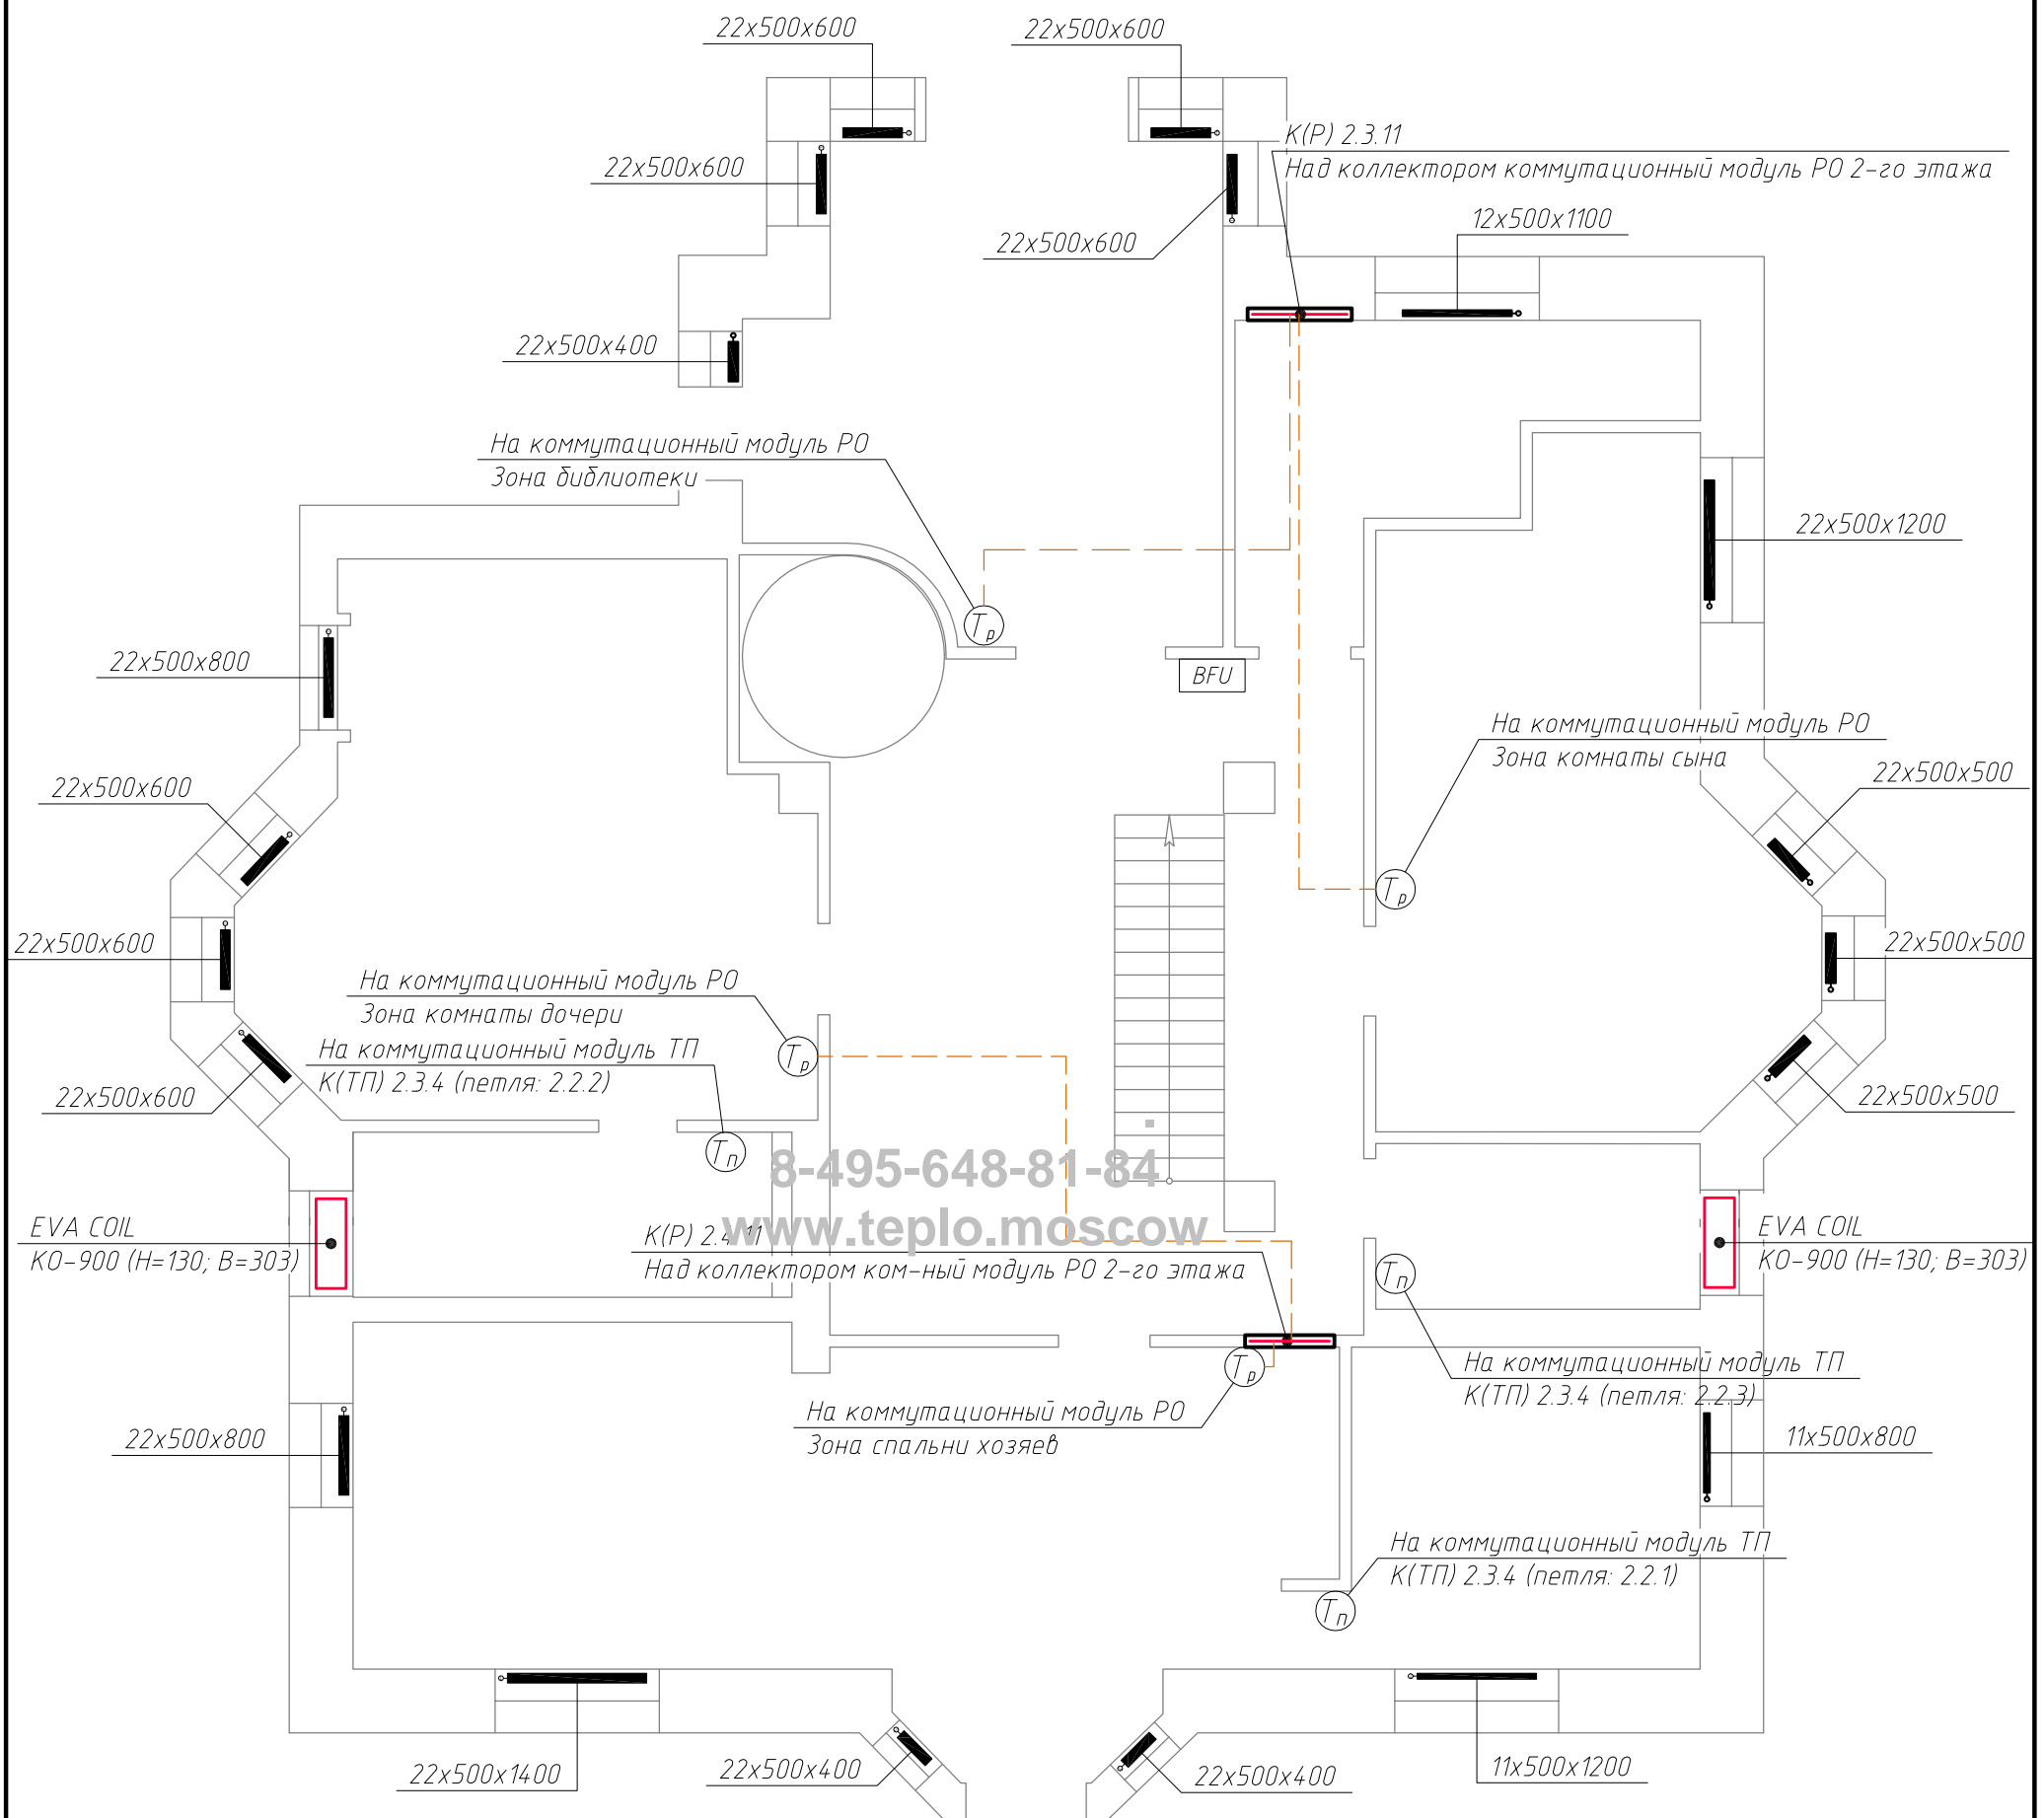 22x500x600
22x500x600
К(Р) 2.3.11
Над коллектором коммутационный модуль РО 2-го этажа
22x500x600
22x500x600
12x500x1100
22x500x400
На коммутационный модуль РО
Зона библиотеки
22x500x1200
Тр
22x500x800
BFU
На коммутационный модуль РО
Зона комнаты сына
22x500x600
22x500x500
Тр
22x500x600
22x500x500
На коммутационный модуль РО
Зона комнаты дочери
Тр
На коммутационный модуль ТП
К(ТП) 2.3.4 (петля: 2.2.2)
22x500x600
22x500x500
Тп
8-495-648-81-84
www.teplo.moscow
EVA COIL
КО-900 (Н=130; В=303)
К(Р) 2.4.11
Над коллектором ком-ный модуль РО 2-го этажа
EVA COIL
КО-900 (Н=130; В=303)
Тп
Тр
На коммутационный модуль ТП
К(ТП) 2.3.4 (петля: 2.2.3)
На коммутационный модуль РО
Зона спальни хозяев
22x500x800
11x500x800
На коммутационный модуль ТП
К(ТП) 2.3.4 (петля: 2.2.1)
Тп
22x500x1400
22x500x400
22x500x400
11x500x1200